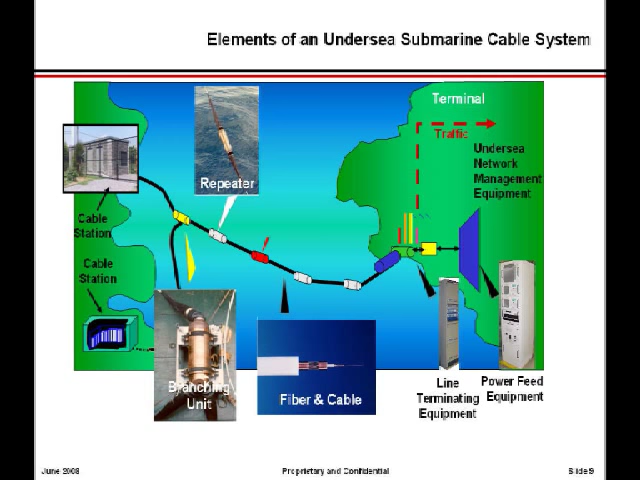 Elements of an Undersea Submarine Cable System
Terminal
Traffic
Undersea
Network
Management
Equipment
Repeater
Cable
Station
Cable
Station
Branching
Unit
Fiber & Cable
Line
Terminating
Equipment
Power Feed
Equipment
June 2008
Proprietary and Confidential
Slide 9